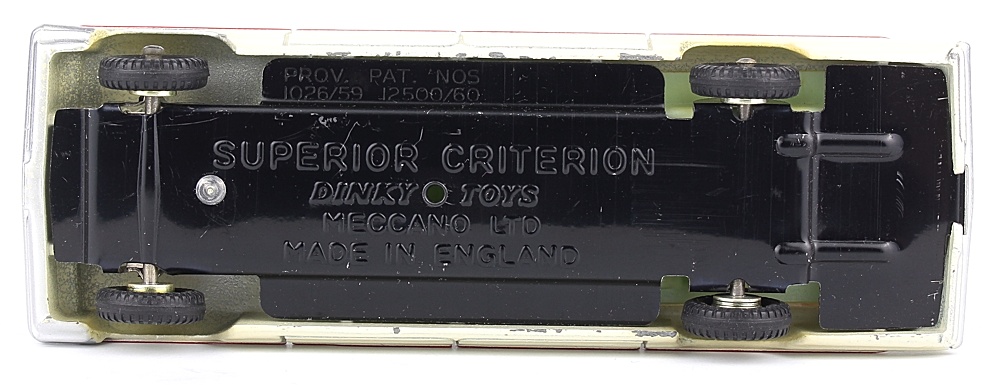 PROV. PAT. NOS
1026/59 12500/60
SUPERIOR CRITERION
DINKY TOYS
MECCANO LTD
MADE IN ENGLAND